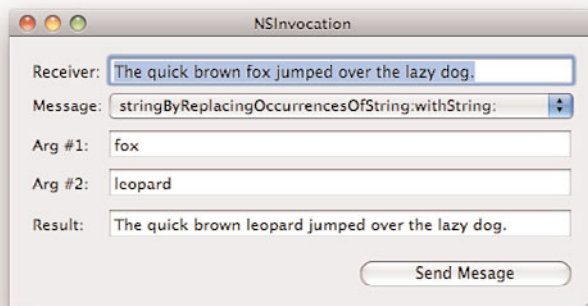 NSInvocation
Receiver: The quick brown fox jumped over the lazy dog.
Message: stringByReplacingOccurrencesOfString:withString:
Arg #1: fox
Arg #2: leopard
Result: The quick brown leopard jumped over the lazy dog.
Send Mesage